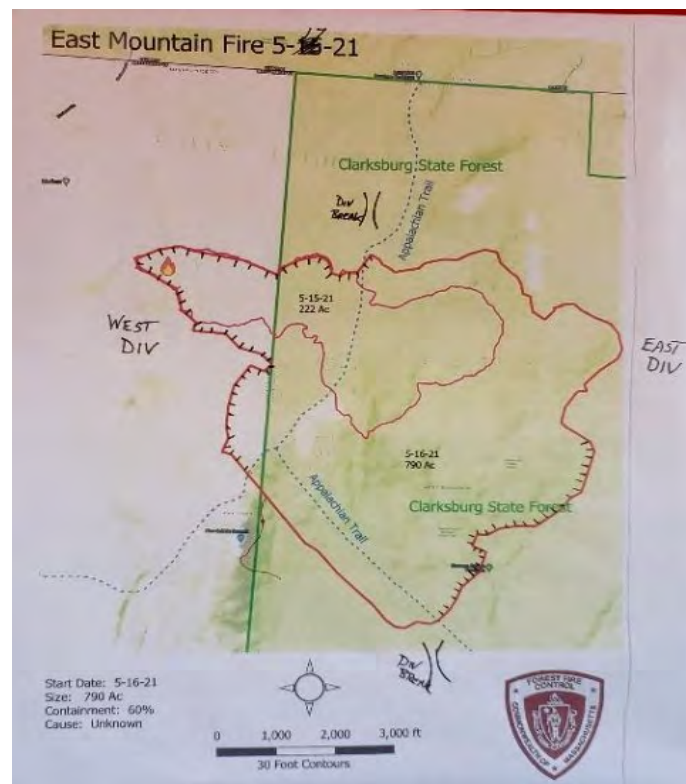 East Mountain Fire 5-17-21
Clarksburg State Forest
Appalachian Trail
DIV
BREAK
5-15-21
222 Ac
WEST
DIV
EAST
DIV
5-16-21
790 Ac
Appalachian Trail
Clarksburg State Forest
DIV
BREAK
Start Date: 5-16-21
Size: 790 Ac
Containment: 60%
Cause: Unknown
0 1,000 2,000 3,000 ft
30 Foot Contours
FOREST FIRE
CONTROL
COMMONWEALTH OF
MASSACHUSETTS